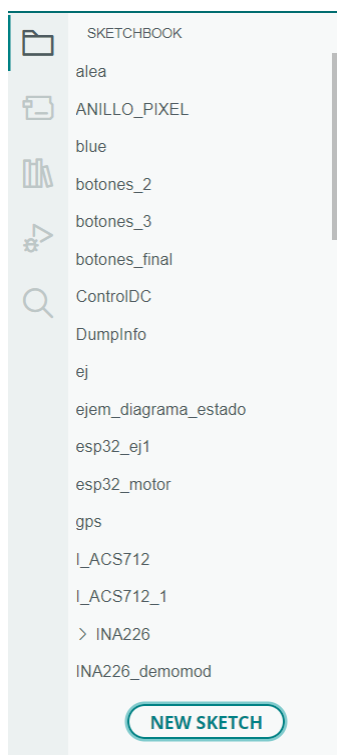 SKETCHBOOK
alea
ANILLO_PIXEL
blue
botones_2
botones_3
botones_final
ControlDC
DumpInfo
ej
ejem_diagrama_estado
esp32_ej1
esp32_motor
gps
I_ACS712
I_ACS712_1
INA226
INA226_demomod
NEW SKETCH